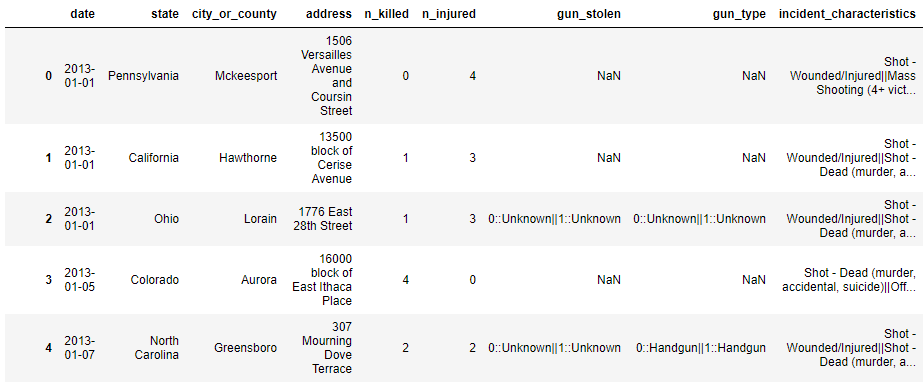 date state city_or_county address n_killed n_injured gun_stolen gun_type incident_characteristics
0 2013-01-01 Pennsylvania Mckeesport 1506 Versailles Avenue and Coursin Street 0 4 NaN NaN Shot - Wounded/Injured||Mass Shooting (4+ vict...
1 2013-01-01 California Hawthorne 13500 block of Cerise Avenue 1 3 NaN NaN Shot - Wounded/Injured||Shot - Dead (murder, a...
2 2013-01-01 Ohio Lorain 1776 East 28th Street 1 3 0::Unknown||1::Unknown 0::Unknown||1::Unknown Shot - Wounded/Injured||Shot - Dead (murder, a...
3 2013-01-05 Colorado Aurora 16000 block of East Ithaca Place 4 0 NaN NaN Shot - Dead (murder, accidental, suicide)||Off...
4 2013-01-07 North Carolina Greensboro 307 Mourning Dove Terrace 2 2 0::Unknown||1::Unknown 0::Handgun||1::Handgun Shot - Wounded/Injured||Shot - Dead (murder, a...